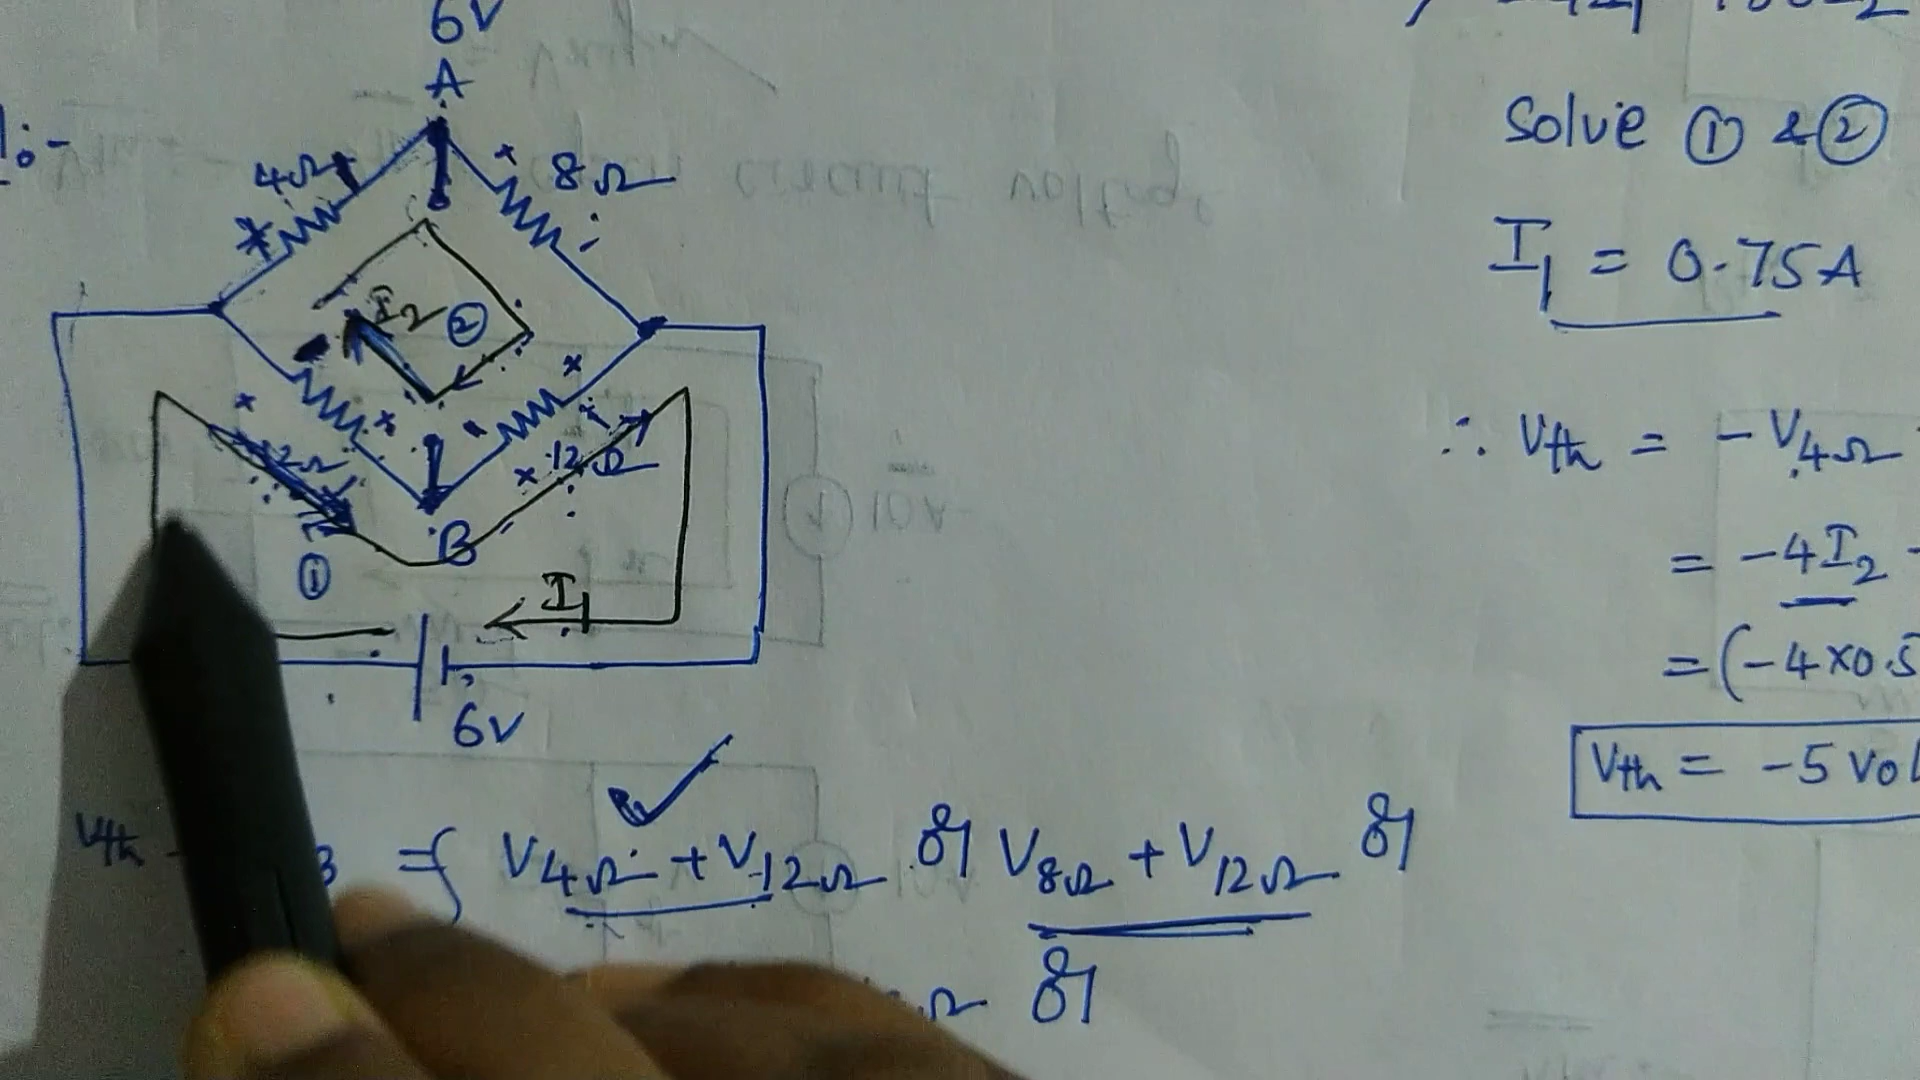 6V
A
4Ω
8Ω
I2 ②
2Ω
12Ω
B
①
I1
6V
Vth
B = V4Ω + V12Ω or V8Ω + V12Ω or
Ω or
Solve ① & ②
I1 = 0.75A
∴ Vth = -V4Ω
= -4I2 -
= (-4×0.5
Vth = -5 Vol